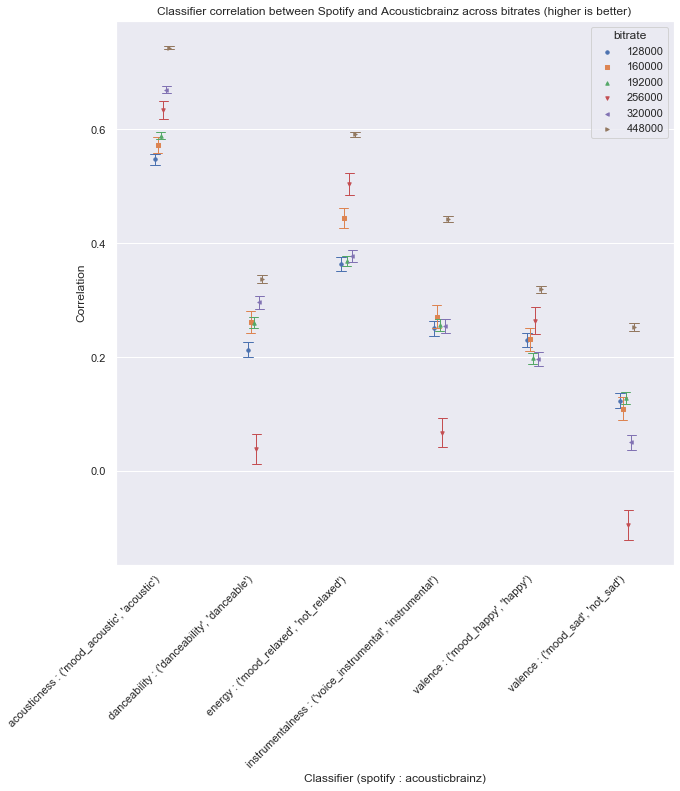 Classifier correlation between Spotify and Acousticbrainz across bitrates (higher is better)
bitrate
128000
160000
192000
256000
320000
448000
0.6
0.4
0.2
0.0
Correlation
acousticness : ('mood_acoustic', 'acoustic')
danceability : ('danceability', 'danceable')
energy : ('mood_relaxed', 'not_relaxed')
instrumentalness : ('voice_instrumental', 'instrumental')
valence : ('mood_happy', 'happy')
valence : ('mood_sad', 'not_sad')
Classifier (spotify : acousticbrainz)